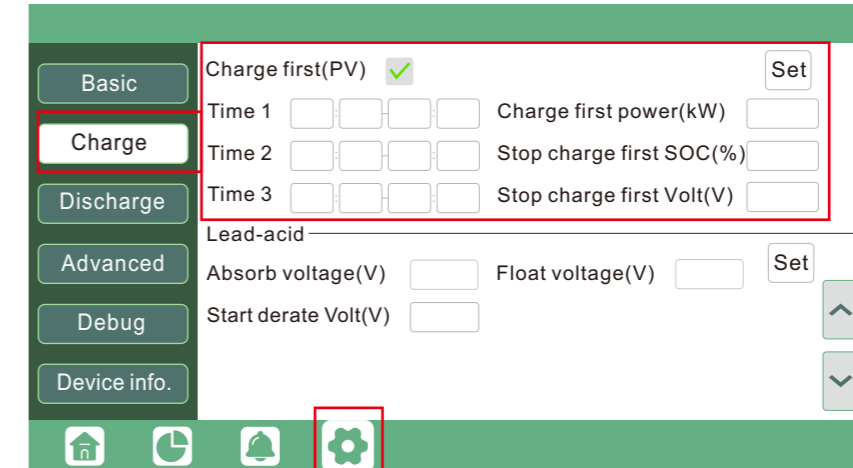 Basic
Charge
Discharge
Advanced
Debug
Device info.
Charge first(PV) Set
Time 1 : - : Charge first power(kW)
Time 2 : - : Stop charge first SOC(%)
Time 3 : - : Stop charge first Volt(V)
Lead-acid
Absorb voltage(V) Float voltage(V) Set
Start derate Volt(V)